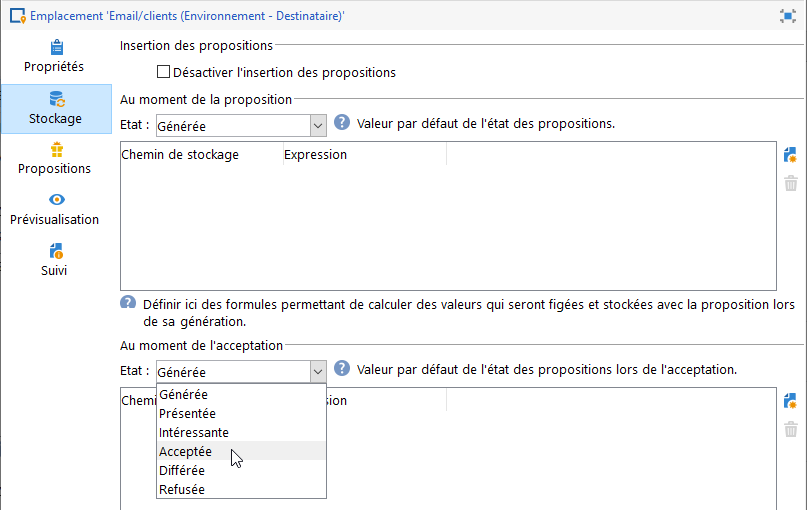 Emplacement 'Email/clients (Environnement - Destinataire)'
Propriétés
Stockage
Propositions
Prévisualisation
Suivi
Insertion des propositions
Désactiver l'insertion des propositions
Au moment de la proposition
Etat : Générée ? Valeur par défaut de l'état des propositions.
Chemin de stockage Expression
? Définir ici des formules permettant de calculer des valeurs qui seront figées et stockées avec la proposition lors
de sa génération.
Au moment de l'acceptation
Etat : Générée ? Valeur par défaut de l'état des propositions lors de l'acceptation.
Générée
Présentée
Intéressante
Acceptée
Différée
Refusée